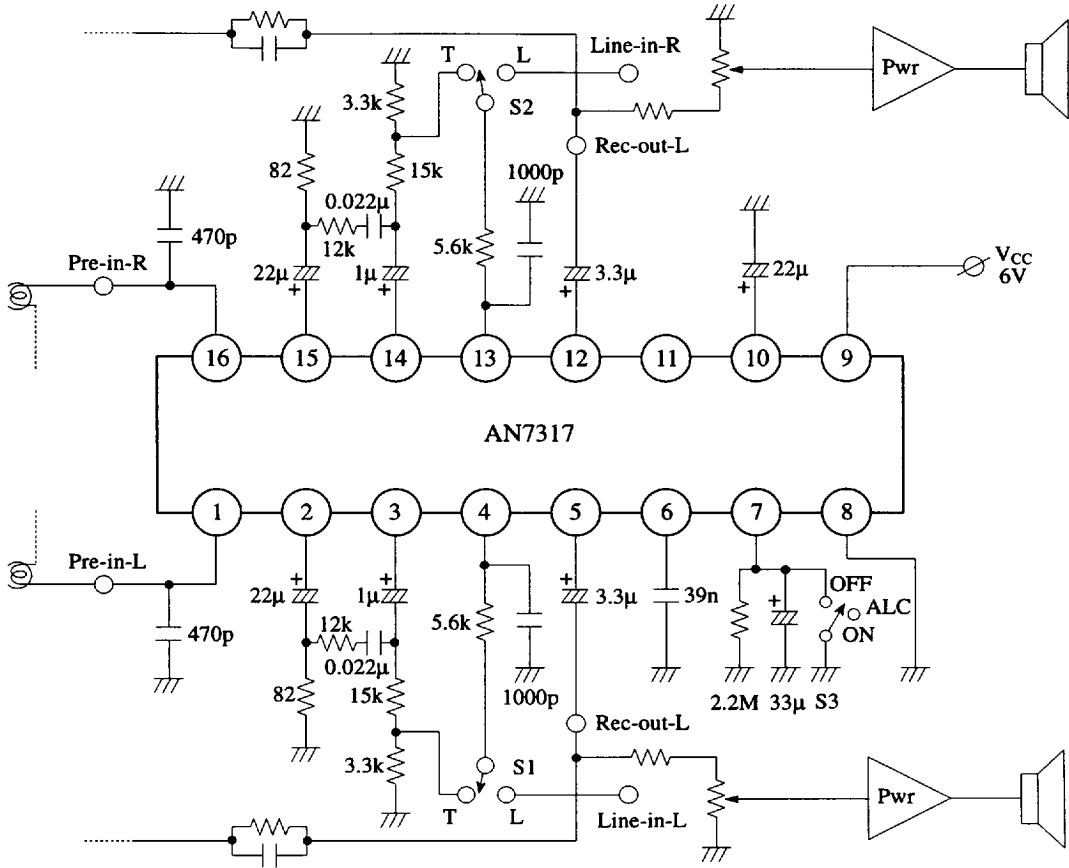 T
L
Line-in-R
Pwr
3.3k
S2
Rec-out-L
82
15k
1000p
0.022μ
470p
12k
5.6k
Pre-in-R
22μ
1μ
3.3μ
22μ
VCC
6V
+
+
+
+
16
15
14
13
12
11
10
9
AN7317
1
2
3
4
5
6
7
8
Pre-in-L
+
+
+
22μ
1μ
3.3μ
39n
+
OFF
ALC
ON
470p
12k
5.6k
0.022μ
82
15k
1000p
2.2M
33μ
S3
Rec-out-L
3.3k
S1
T
L
Line-in-L
Pwr